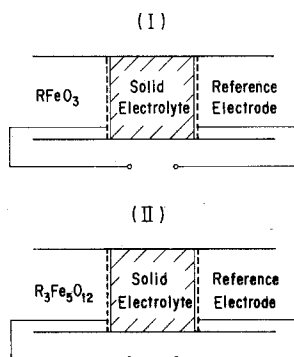 (I)
RFeO₃ Solid Electrolyte Reference Electrode
(II)
R₃Fe₅O₁₂ Solid Electrolyte Reference Electrode